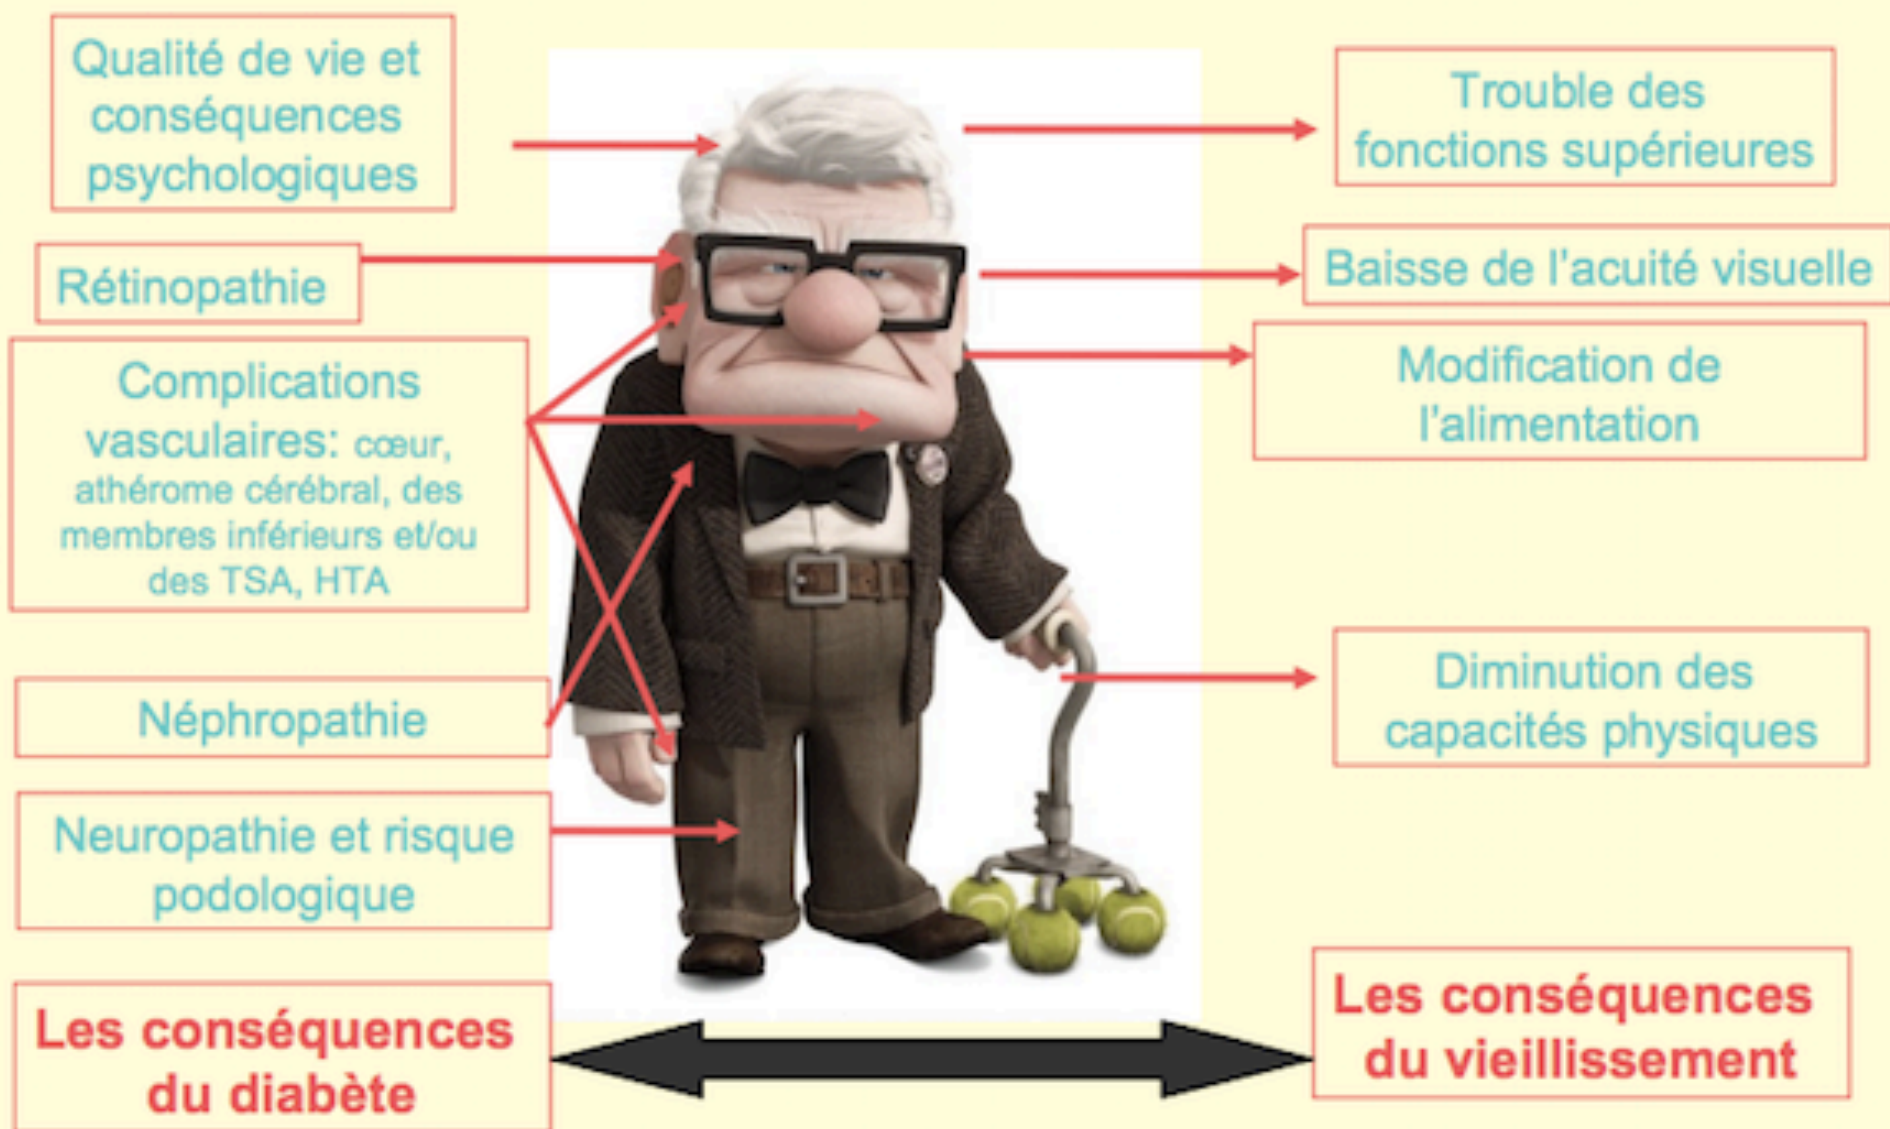 Qualité de vie et
conséquences
psychologiques
Rétinopathie
Complications
vasculaires: cœur,
athérome cérébral, des
membres inférieurs et/ou
des TSA, HTA
Néphropathie
Neuropathie et risque
podologique
Les conséquences
du diabète
Trouble des
fonctions supérieures
Baisse de l'acuité visuelle
Modification de
l'alimentation
Diminution des
capacités physiques
Les conséquences
du vieillissement